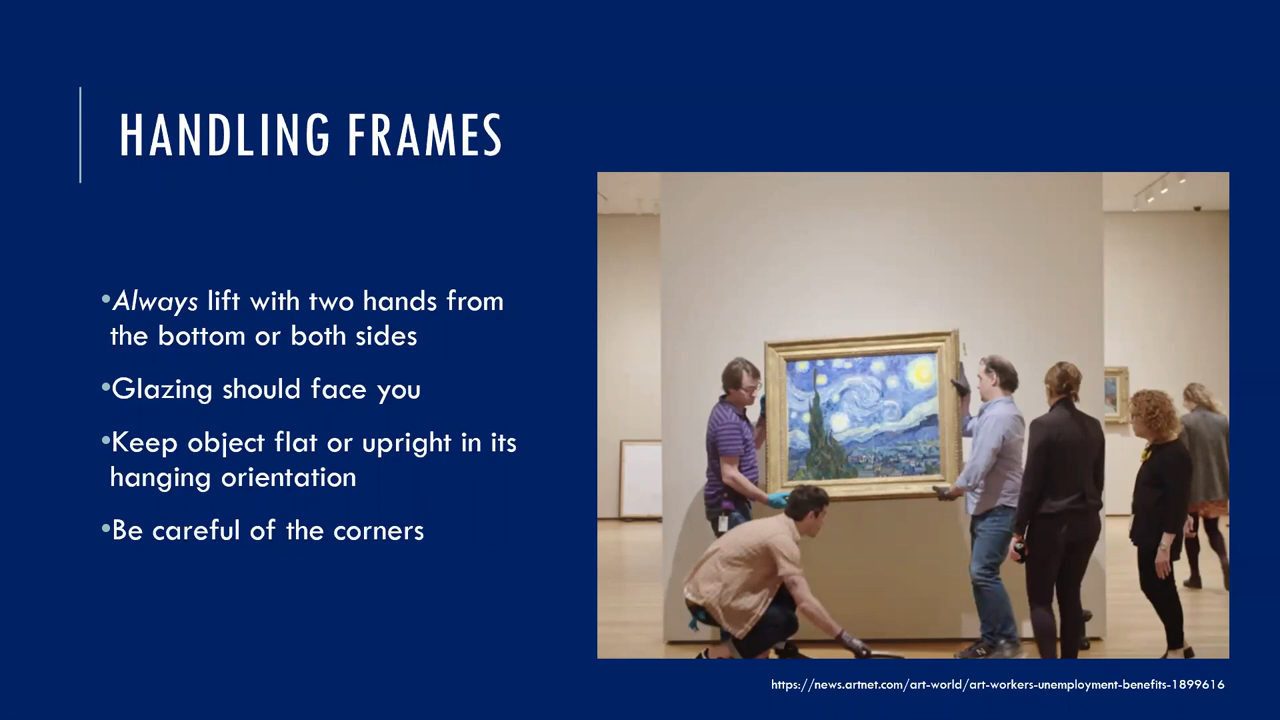 HANDLING FRAMES
•Always lift with two hands from
the bottom or both sides
•Glazing should face you
•Keep object flat or upright in its
hanging orientation
•Be careful of the corners
https://news.artnet.com/art-world/art-workers-unemployment-benefits-1899616